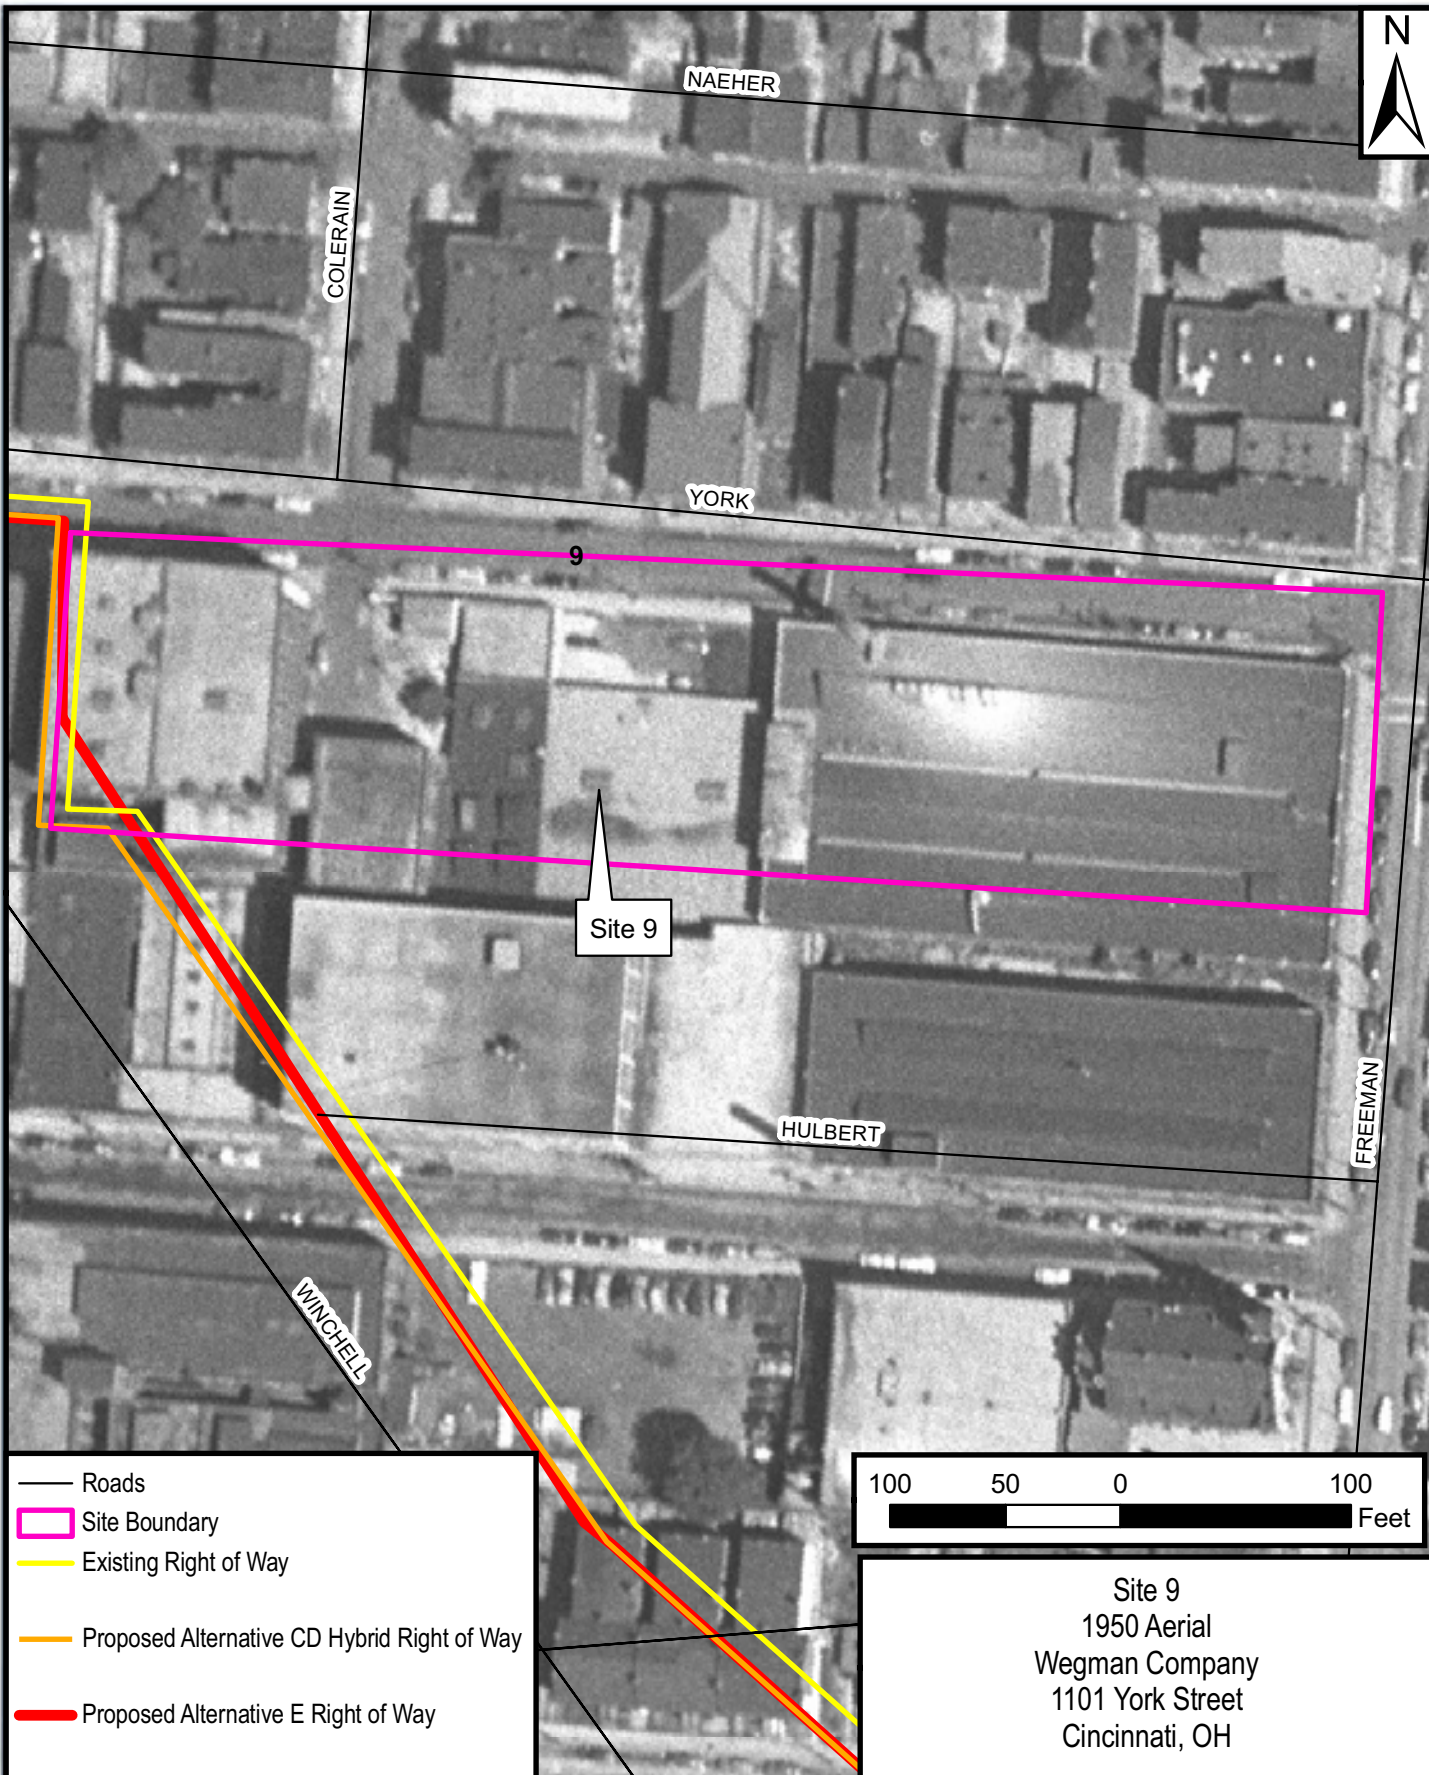 N
NAEHER
COLERAIN
YORK
9
Site 9
HULBERT
FREEMAN
WINCHELL
Roads
Site Boundary
Existing Right of Way
Proposed Alternative CD Hybrid Right of Way
Proposed Alternative E Right of Way
100 50 0 100
Feet
Site 9
1950 Aerial
Wegman Company
1101 York Street
Cincinnati, OH